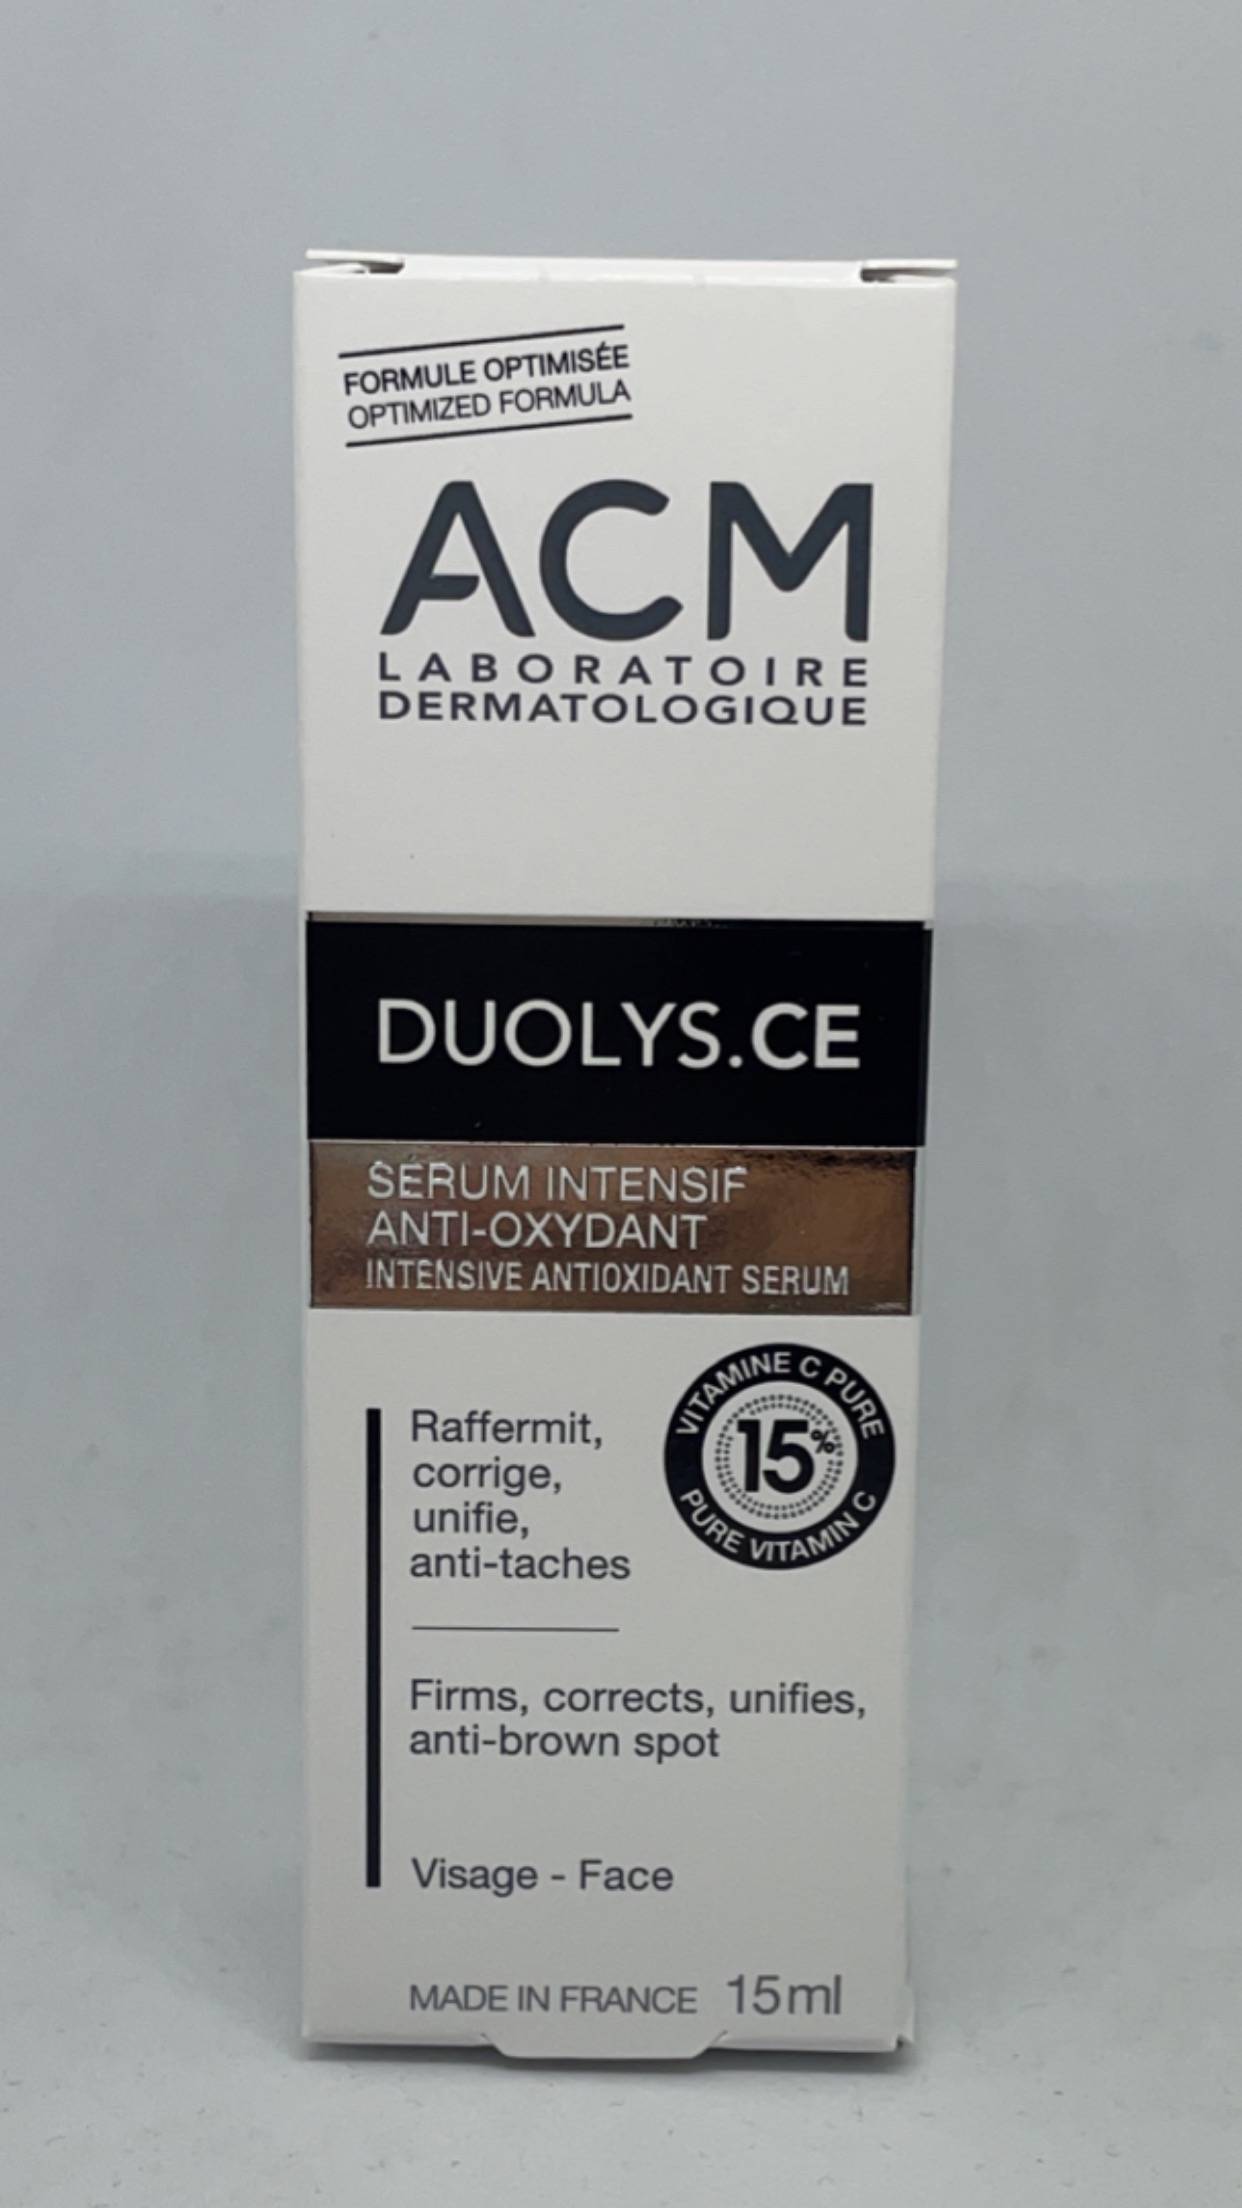 FORMULE OPTIMISÉE
OPTIMIZED FORMULA
ACM
LABORATOIRE
DERMATOLOGIQUE
DUOLYS.CE
SÉRUM INTENSIF
ANTI-OXYDANT
INTENSIVE ANTIOXIDANT SERUM
VITAMINE C PURE
15%
PURE VITAMIN C
Raffermit,
corrige,
unifie,
anti-taches
Firms, corrects, unifies,
anti-brown spot
Visage - Face
MADE IN FRANCE 15ml